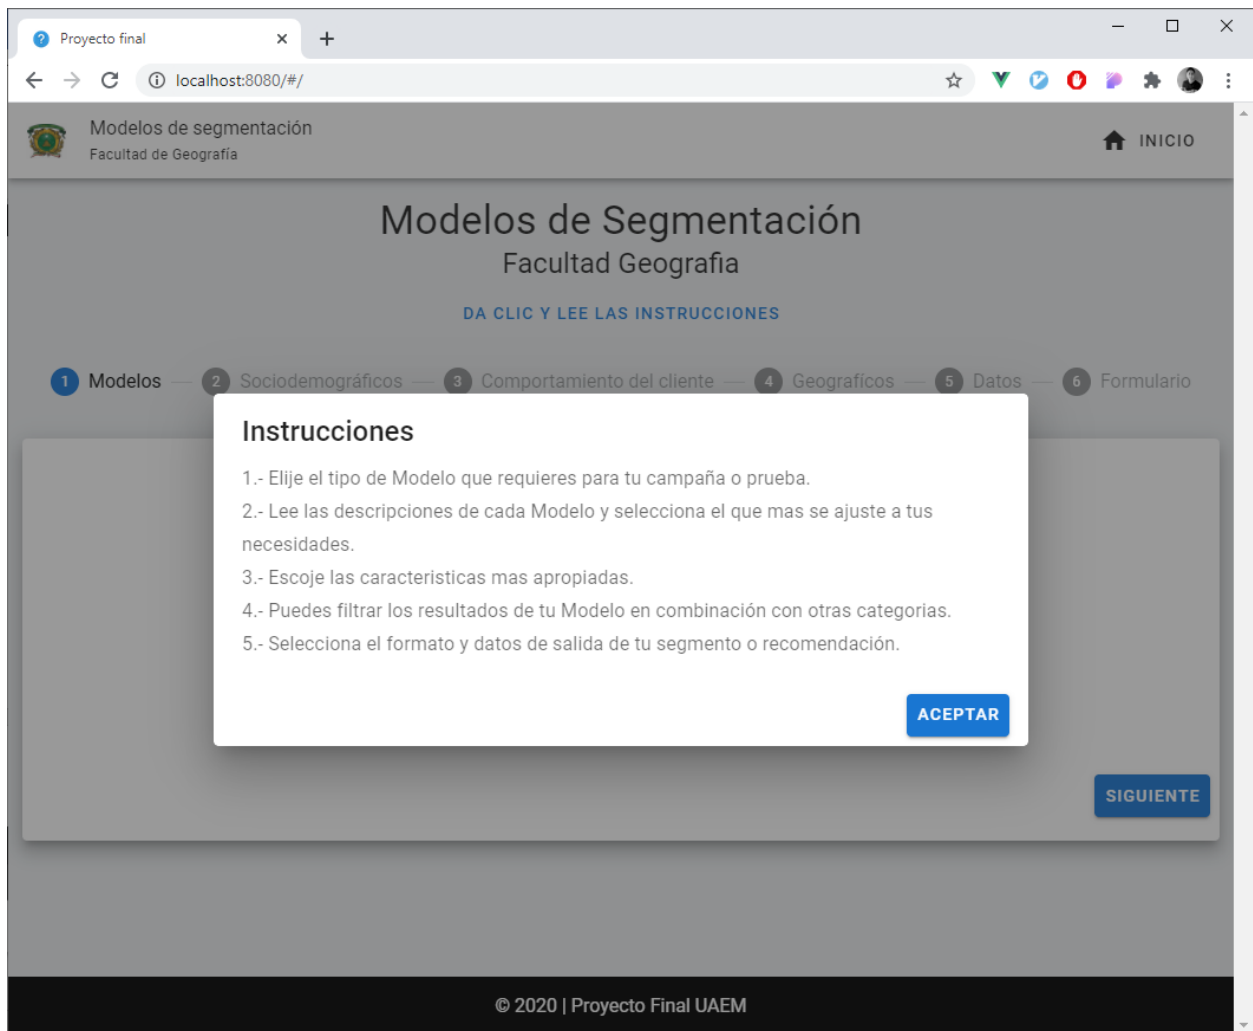 Proyecto final
localhost:8080/#/
Modelos de segmentación
Facultad de Geografía
INICIO
Modelos de Segmentación
Facultad Geografia
DA CLIC Y LEE LAS INSTRUCCIONES
1 Modelos 2 Sociodemográficos 3 Comportamiento del cliente 4 Geografícos 5 Datos 6 Formulario
Instrucciones
1.- Elije el tipo de Modelo que requieres para tu campaña o prueba.
2.- Lee las descripciones de cada Modelo y selecciona el que mas se ajuste a tus
necesidades.
3.- Escoje las caracteristicas mas apropiadas.
4.- Puedes filtrar los resultados de tu Modelo en combinación con otras categorias.
5.- Selecciona el formato y datos de salida de tu segmento o recomendación.
ACEPTAR
SIGUIENTE
© 2020 | Proyecto Final UAEM